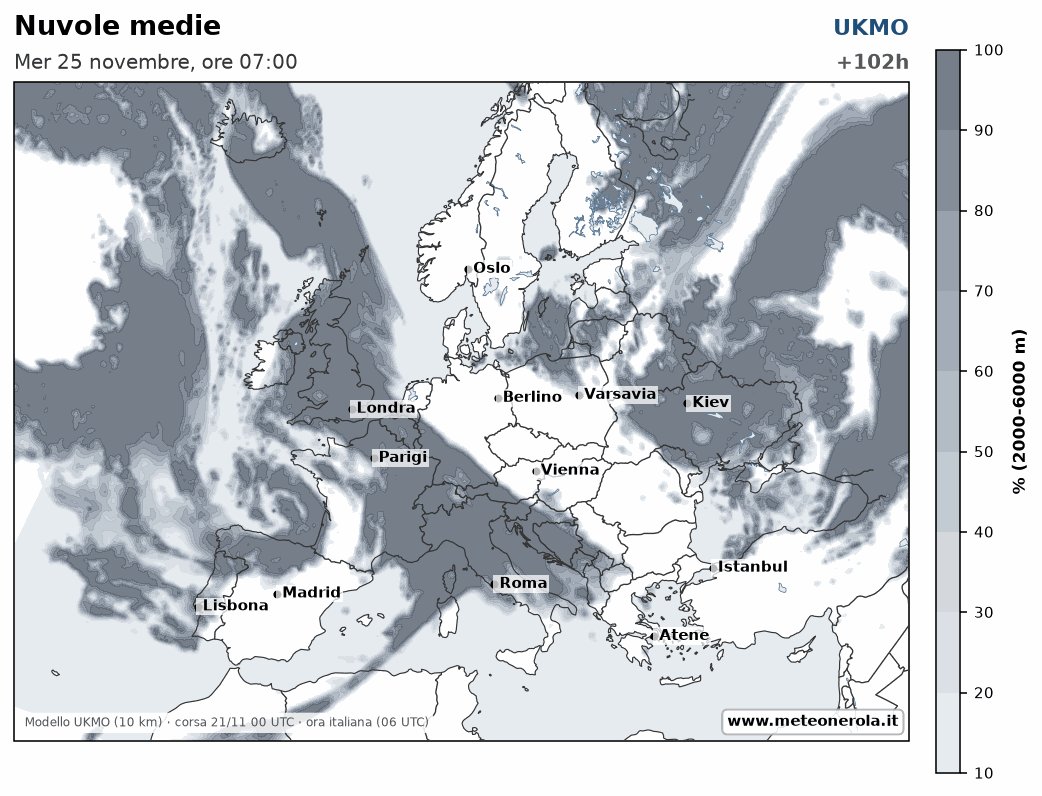 Nuvole medie
UKMO
Mer 25 novembre, ore 07:00
+102h
100
90
80
70
60
50
40
30
20
10
% (2000-6000 m)
Oslo
Berlino
Varsavia
Kiev
Londra
Parigi
Vienna
Istanbul
Roma
Madrid
Lisbona
Atene
Modello UKMO (10 km) · corsa 21/11 00 UTC · ora italiana (06 UTC)
www.meteonerola.it